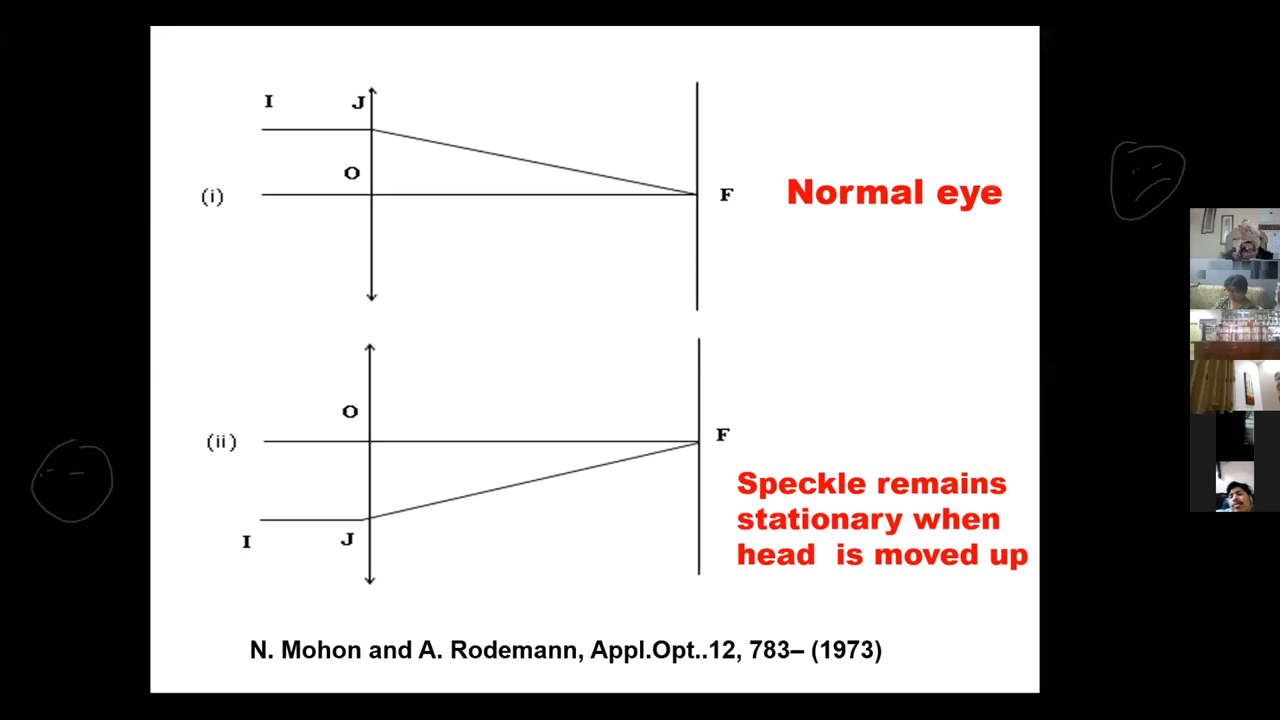 I J
O
(i) F Normal eye
O
(ii) F
Speckle remains
stationary when
head is moved up
I J
N. Mohon and A. Rodemann, Appl.Opt..12, 783– (1973)